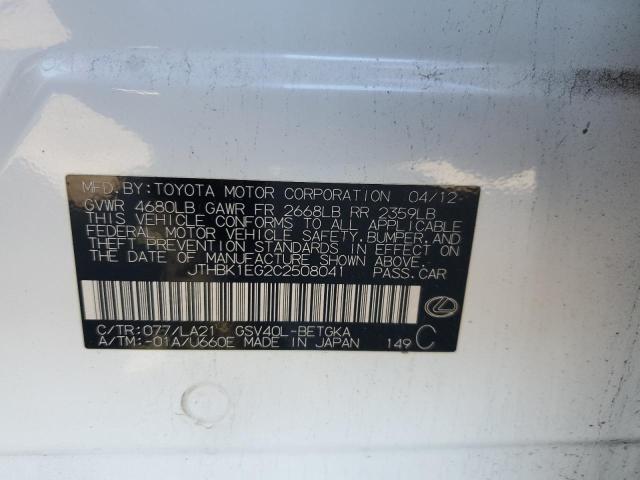 MFD. BY: TOYOTA MOTOR CORPORATION 04/12
GVWR 4680LB GAWR FR 2668LB RR 2359LB
THIS VEHICLE CONFORMS TO ALL APPLICABLE
FEDERAL MOTOR VEHICLE SAFETY, BUMPER, AND
THEFT PREVENTION STANDARDS IN EFFECT ON
THE DATE OF MANUFACTURE SHOWN ABOVE.
JTHBK1EG2C2508041 PASS. CAR
C/TR: 077/LA21 GSV40L-BETGKA
A/TM: -01A/U660E MADE IN JAPAN 149 C